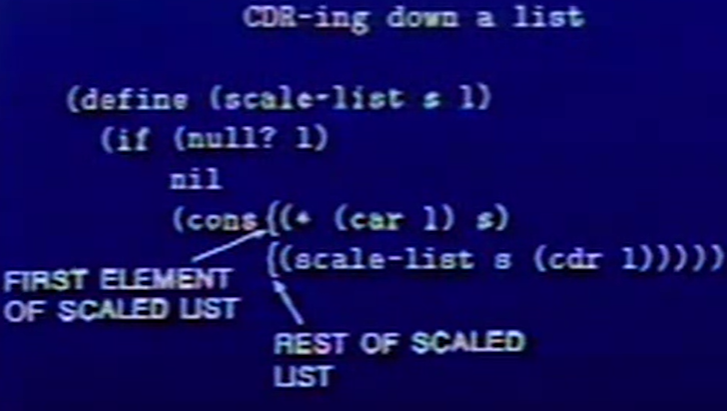 CDR-ing down a list
(define (scale-list s l)
(if (null? l)
nil
(cons (* (car l) s)
(scale-list s (cdr l)))))
FIRST ELEMENT
OF SCALED LIST
REST OF SCALED
LIST